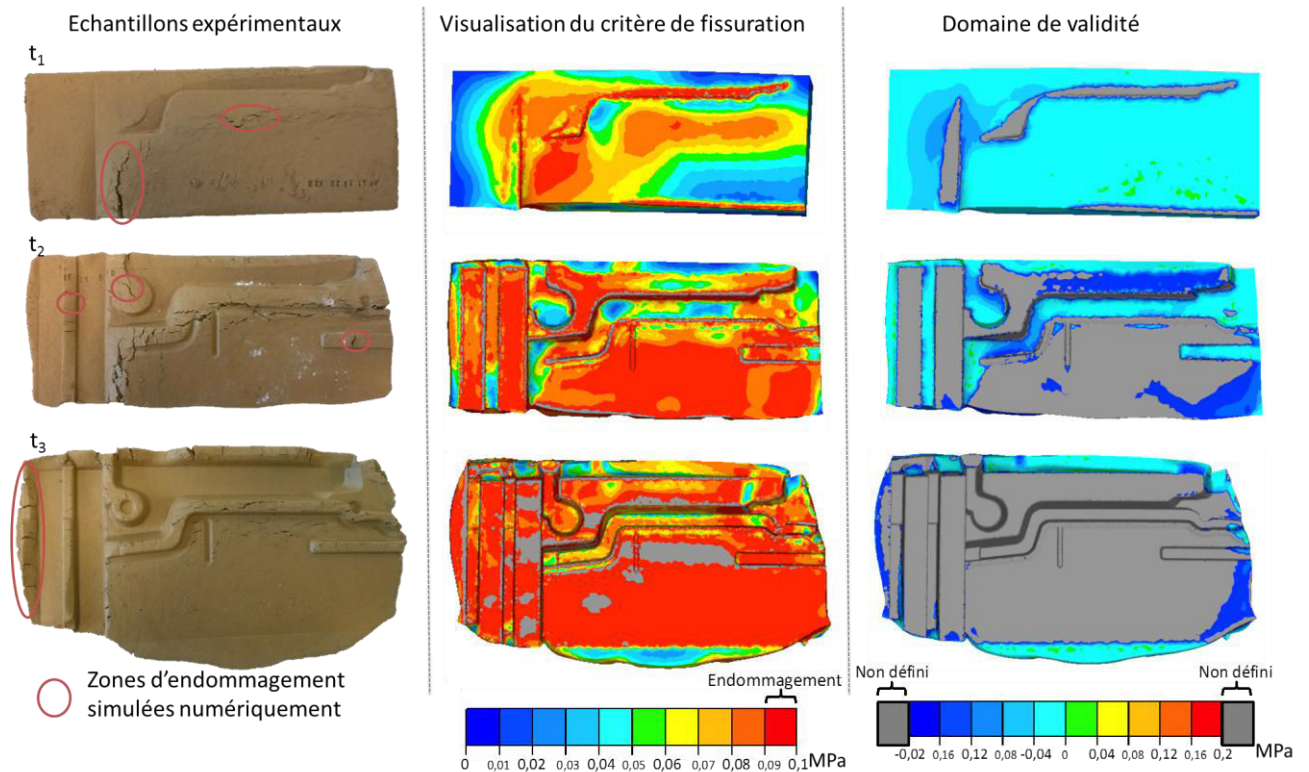 Echantillons expérimentaux
Visualisation du critère de fissuration
Domaine de validité
t1
t2
t3
Zones d'endommagement
simulées numériquement
Endommagement
0 0,01 0,02 0,03 0,04 0,05 0,06 0,07 0,08 0,09 0,1 MPa
Non défini
Non défini
-0,02 0,16 0,12 0,08 -0,04 0 0,04 0,08 0,12 0,16 0,2 MPa